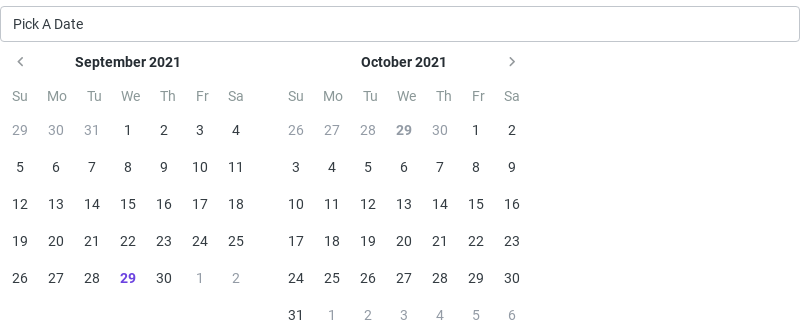 Pick A Date
September 2021 October 2021
Su Mo Tu We Th Fr Sa Su Mo Tu We Th Fr Sa
29 30 31 1 2 3 4 26 27 28 29 30 1 2
5 6 7 8 9 10 11 3 4 5 6 7 8 9
12 13 14 15 16 17 18 10 11 12 13 14 15 16
19 20 21 22 23 24 25 17 18 19 20 21 22 23
26 27 28 29 30 1 2 24 25 26 27 28 29 30
31 1 2 3 4 5 6